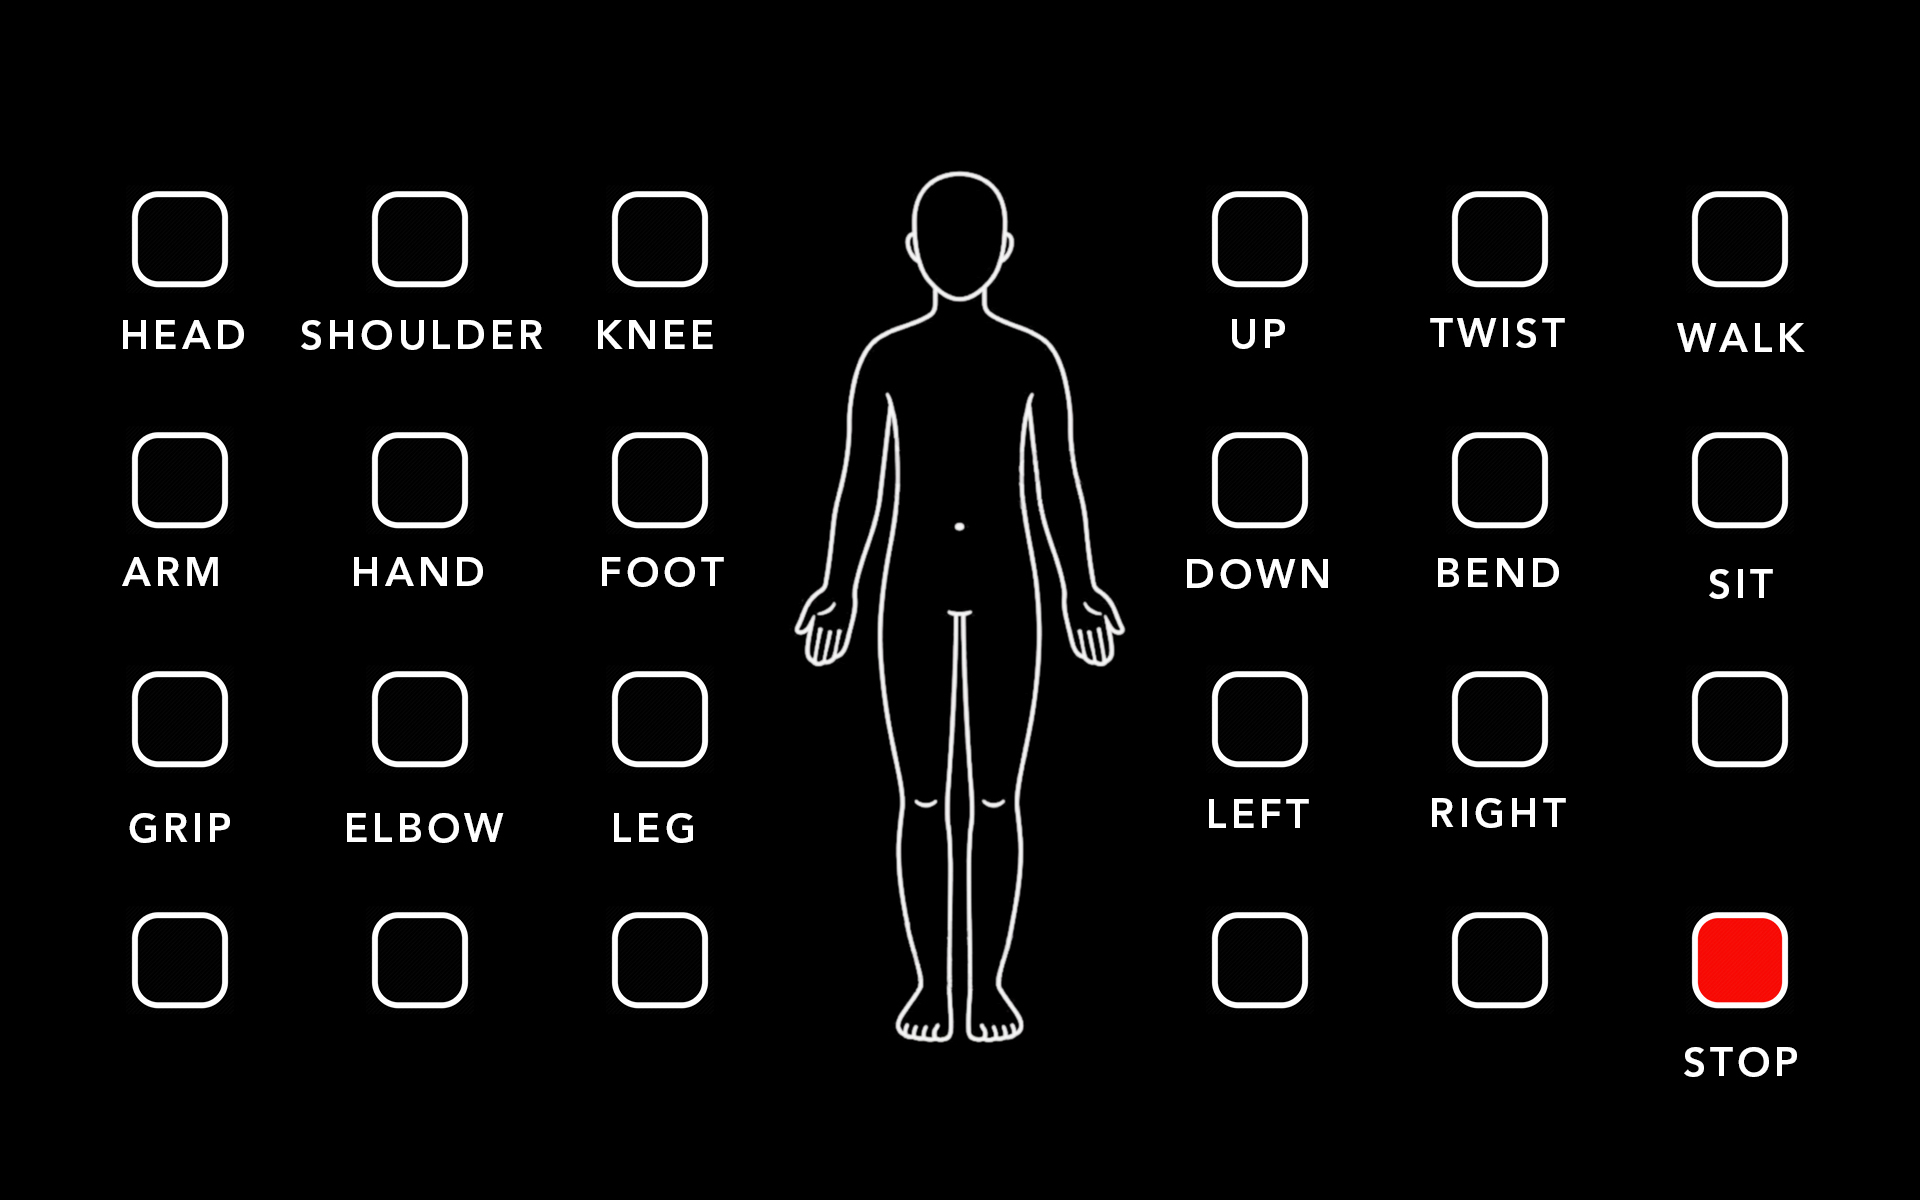 HEAD SHOULDER KNEE UP TWIST WALK
ARM HAND FOOT DOWN BEND SIT
GRIP ELBOW LEG LEFT RIGHT
STOP